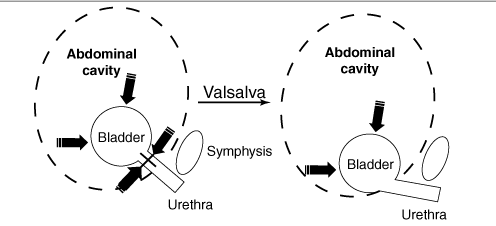 Abdominal
cavity
Bladder
Symphysis
Urethra
Valsalva
Abdominal
cavity
Bladder
Urethra